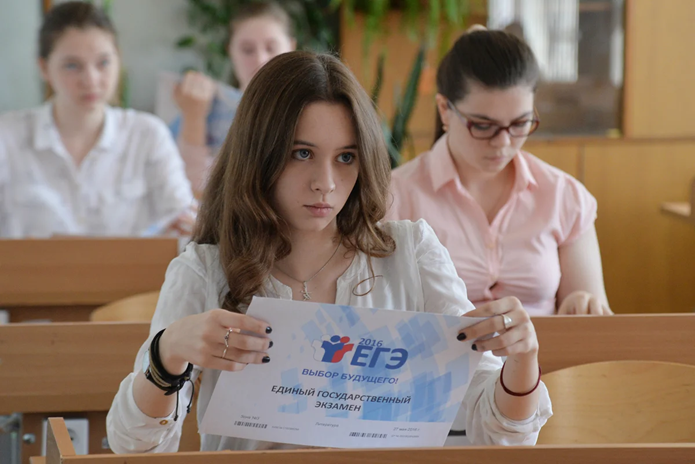 2016
ЕГЭ
ВЫБОР БУДУЩЕГО!
ЕДИНЫЙ ГОСУДАРСТВЕННЫЙ
ЭКЗАМЕН